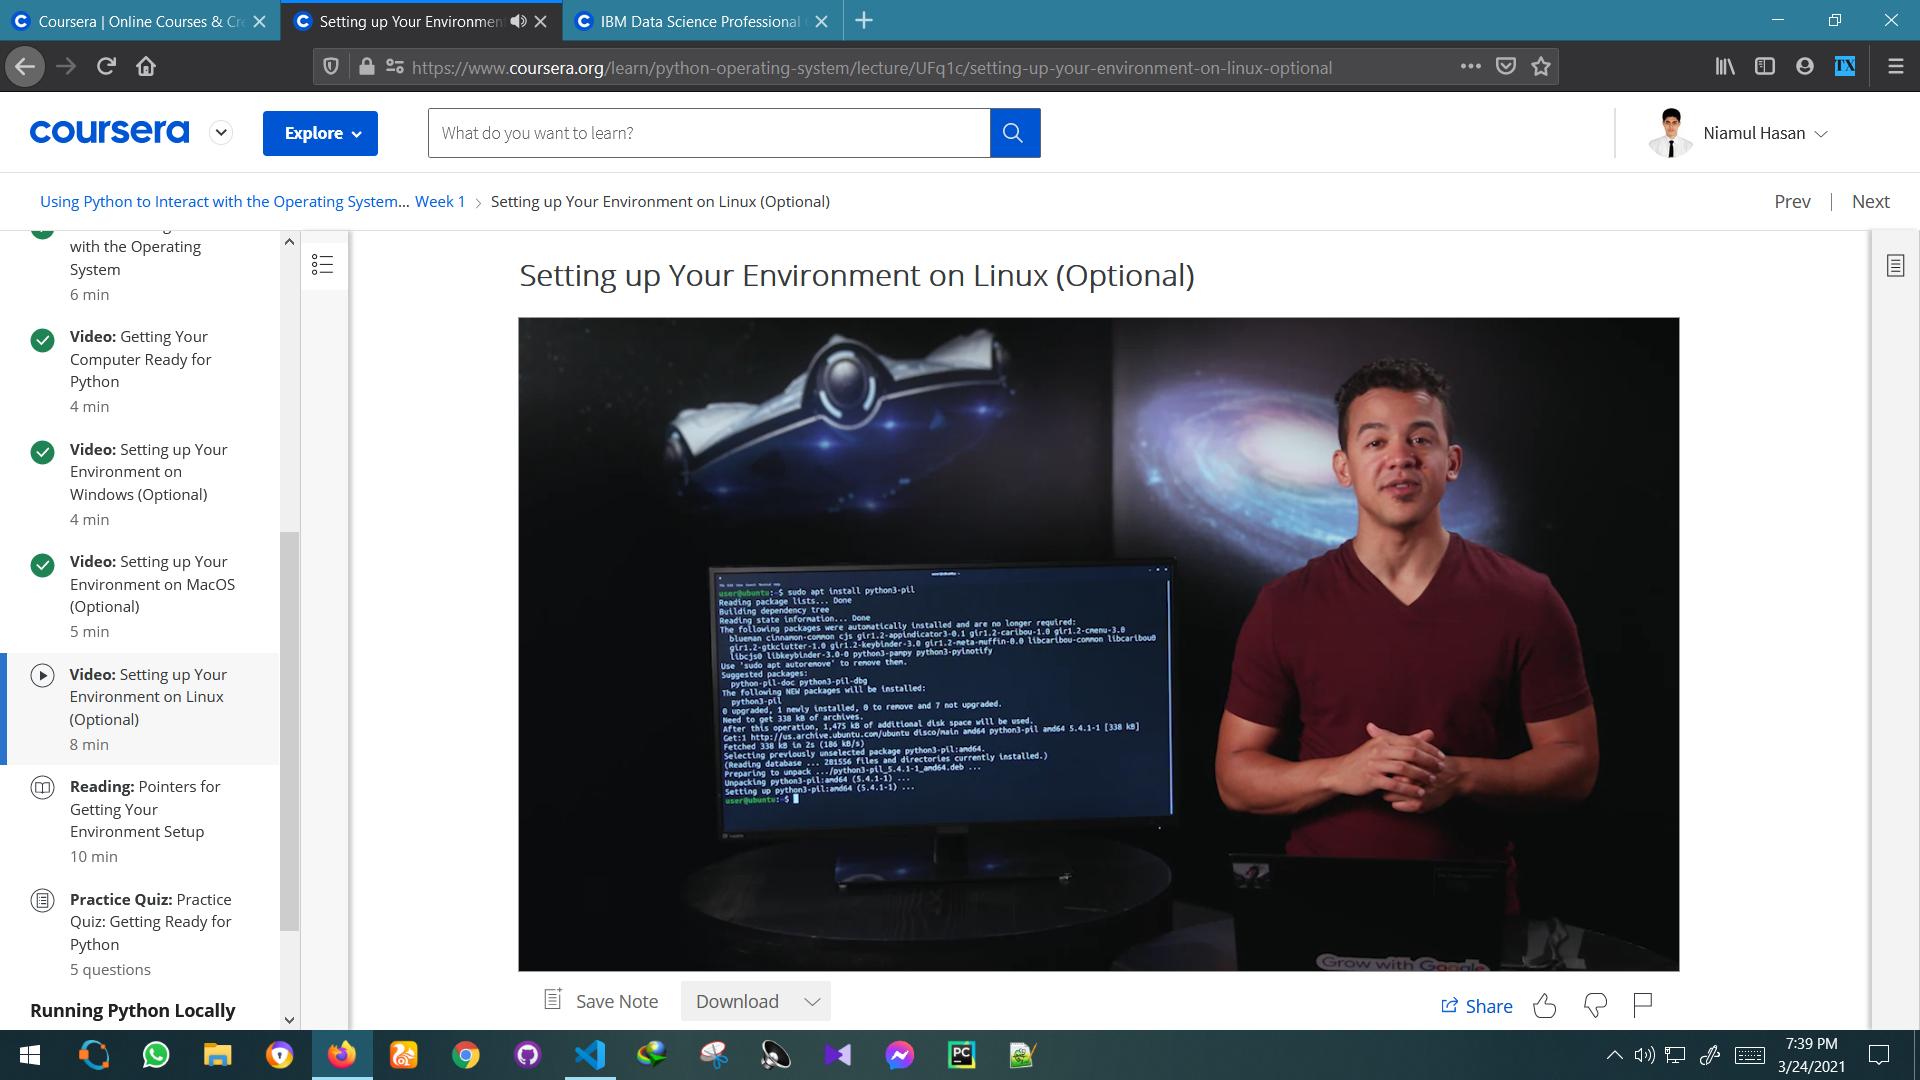 Coursera | Online Courses & Cre
Setting up Your Environmen
IBM Data Science Professional
https://www.coursera.org/learn/python-operating-system/lecture/UFq1c/setting-up-your-environment-on-linux-optional
coursera
Explore
What do you want to learn?
Niamul Hasan
Using Python to Interact with the Operating System... Week 1 > Setting up Your Environment on Linux (Optional)
Prev | Next
with the Operating
System
6 min
Video: Getting Your
Computer Ready for
Python
4 min
Video: Setting up Your
Environment on
Windows (Optional)
4 min
Video: Setting up Your
Environment on MacOS
(Optional)
5 min
Video: Setting up Your
Environment on Linux
(Optional)
8 min
Reading: Pointers for
Getting Your
Environment Setup
10 min
Practice Quiz: Practice
Quiz: Getting Ready for
Python
5 questions
Running Python Locally
Setting up Your Environment on Linux (Optional)
user@ubuntu:~$ sudo apt install python3-pil
Reading package lists... Done
Building dependency tree
Reading state information... Done
The following packages were automatically installed and are no longer required:
blueman cinnamon-common cjs gir1.2-appindicator3-0.1 gir1.2-caribou-1.0 gir1.2-cmenu-3.0
gir1.2-gtkclutter-1.0 gir1.2-keybinder-3.0 gir1.2-meta-muffin-0.0 libcaribou-common libcaribou0
libcjs0 libkeybinder-3.0-0 python3-pampy python3-pyinotify
Use 'sudo apt autoremove' to remove them.
Suggested packages:
python-pil-doc python3-pil-dbg
The following NEW packages will be installed:
python3-pil
0 upgraded, 1 newly installed, 0 to remove and 7 not upgraded.
Need to get 338 kB of archives.
After this operation, 1,475 kB of additional disk space will be used.
Get:1 http://us.archive.ubuntu.com/ubuntu disco/main amd64 python3-pil amd64 5.4.1-1 [338 kB]
Fetched 338 kB in 2s (186 kB/s)
Selecting previously unselected package python3-pil:amd64.
(Reading database ... 281556 files and directories currently installed.)
Preparing to unpack .../python3-pil_5.4.1-1_amd64.deb ...
Unpacking python3-pil:amd64 (5.4.1-1) ...
Setting up python3-pil:amd64 (5.4.1-1) ...
user@ubuntu:~$
Grow with Google
Save Note
Download
Share
7:39 PM
3/24/2021